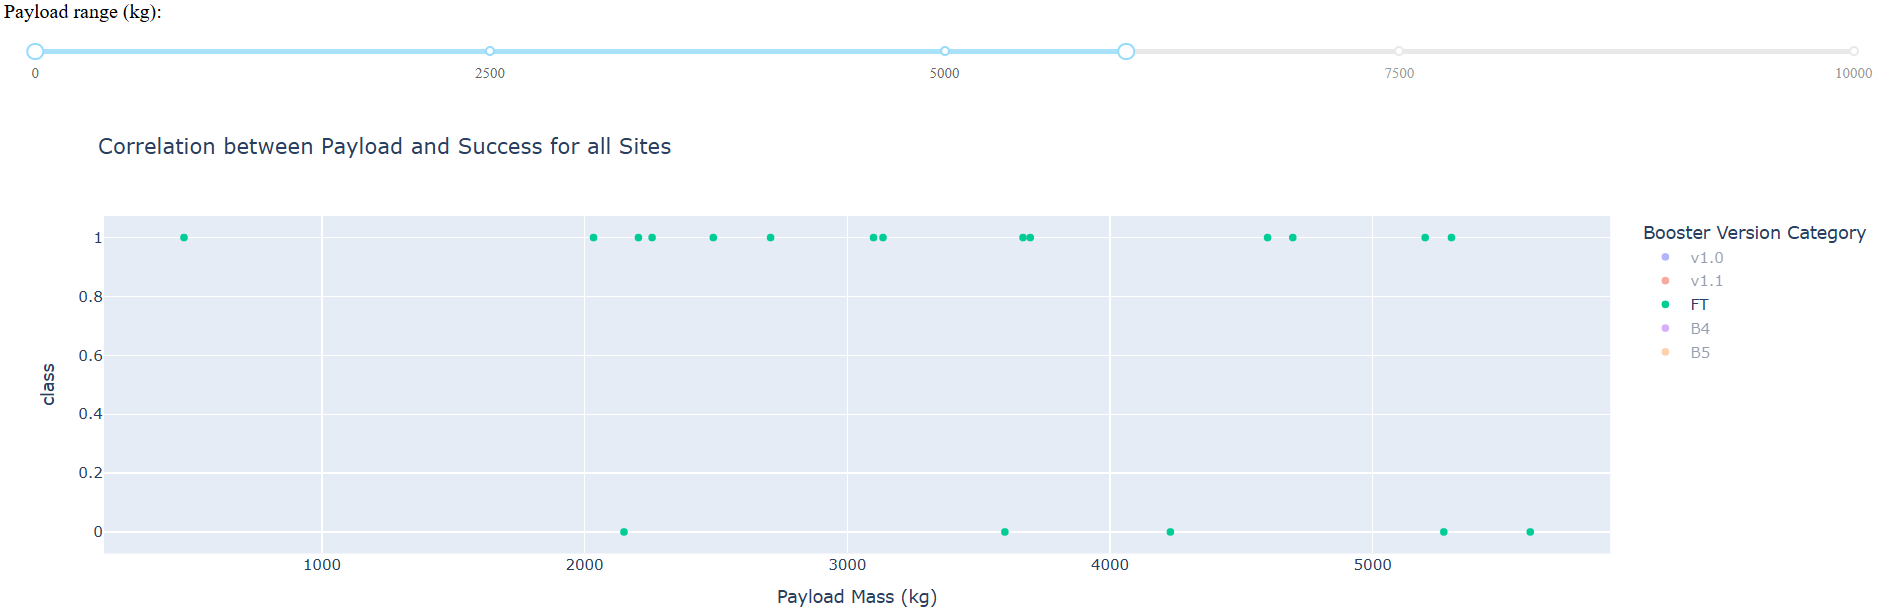 Payload range (kg):
0 2500 5000 7500 10000
Correlation between Payload and Success for all Sites
1
0.8
0.6
0.4
0.2
0
class
1000 2000 3000 4000 5000
Payload Mass (kg)
Booster Version Category
v1.0
v1.1
FT
B4
B5